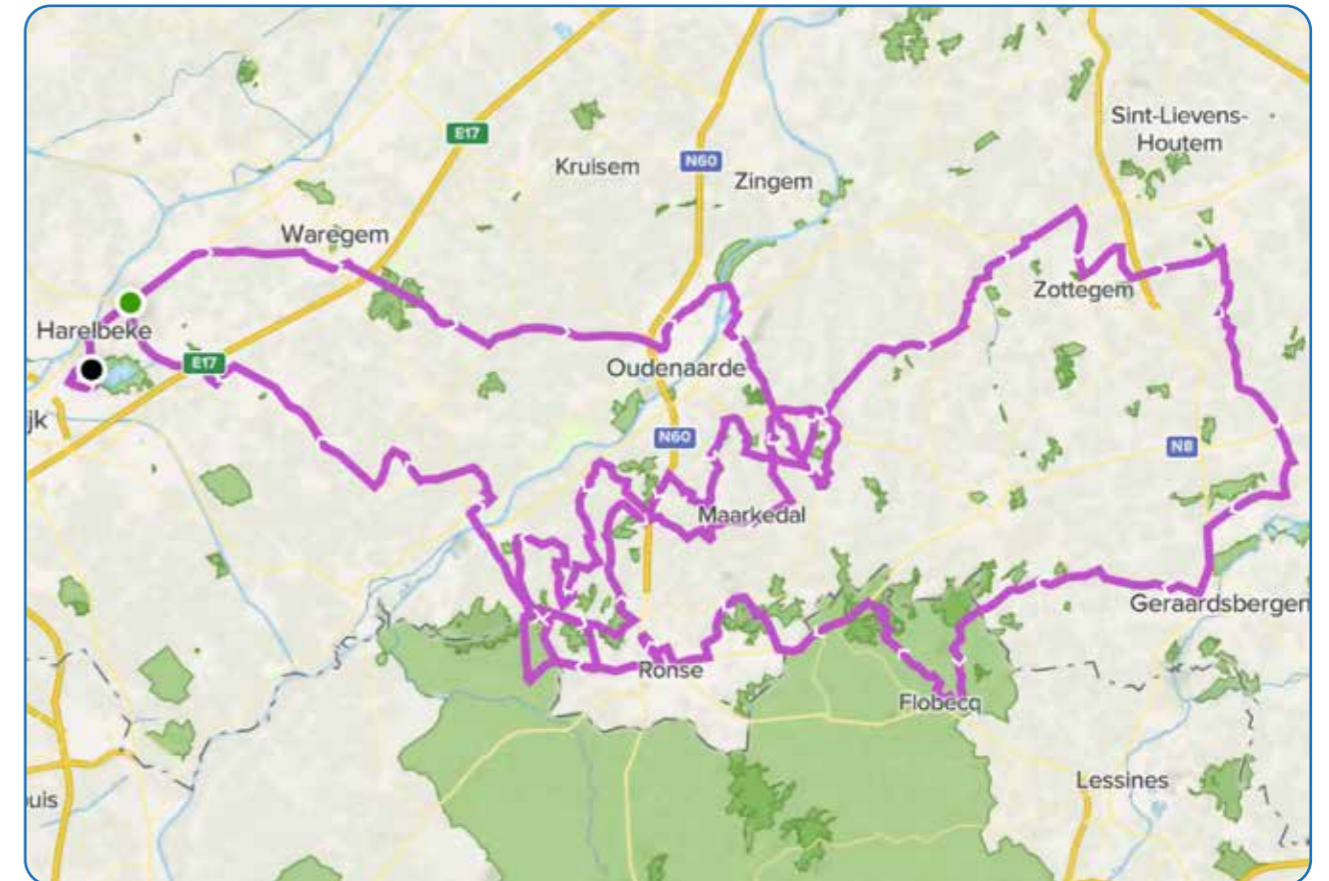 Sint-Lievens-
Houtem
E17
Kruisem
N60
Zingem
Waregem
Zottegem
Harelbeke
E17
Oudenaarde
jk
N60
N8
Maarkedal
Geraardsbergen
Ronse
Flobecq
Lessines
uis